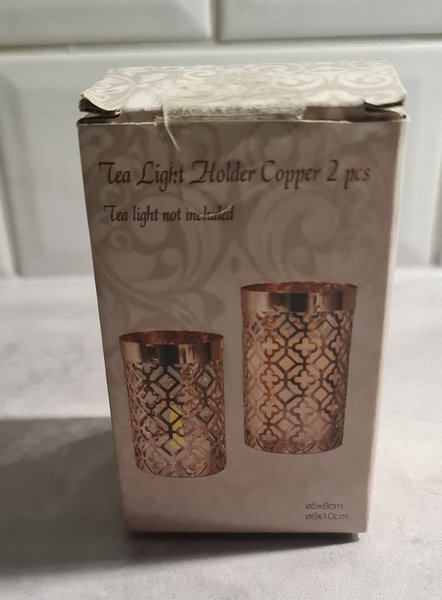 Tea Light Holder Copper 2 pcs
Tea light not included
ø5x8cm
ø6x10cm